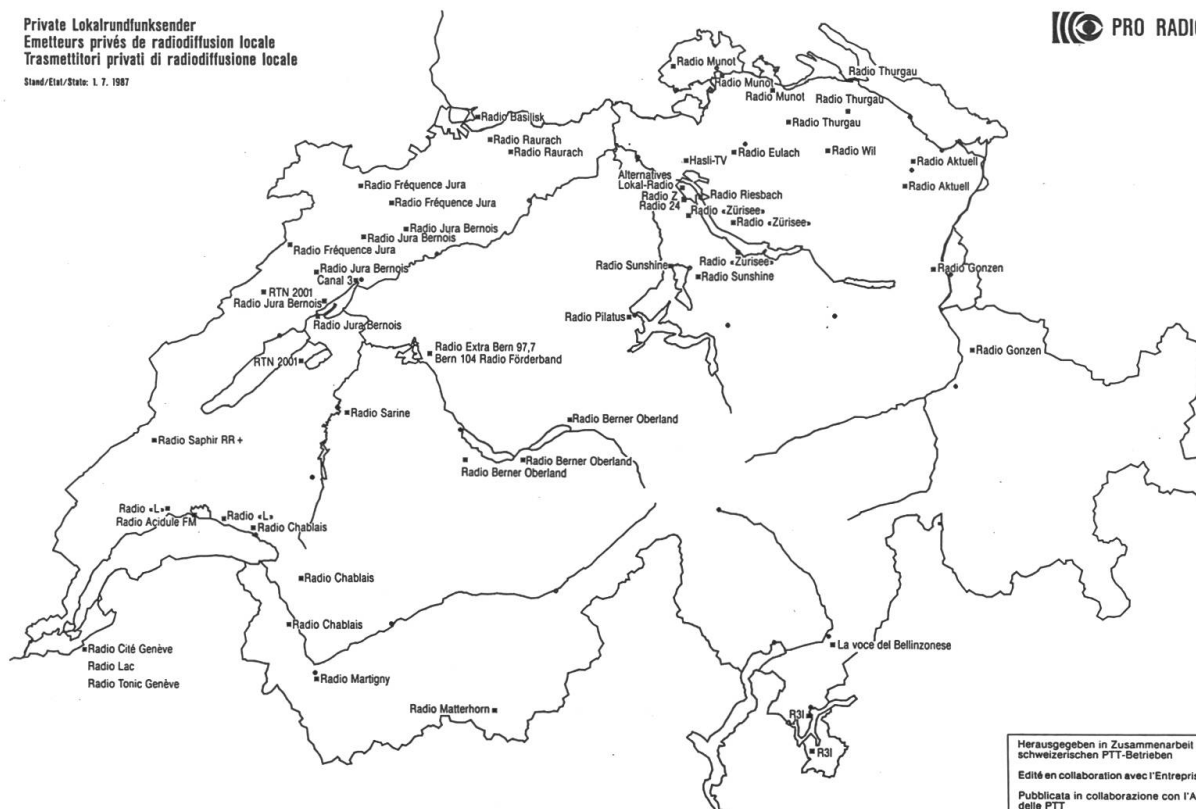 Private Lokalrundfunksender
Emetteurs privés de radiodiffusion locale
Trasmettitori privati di radiodiffusione locale
Stand/Etat/Stato: 1. 7. 1987
PRO RADIO
Radio Munot
Radio Munot
Radio Munot
Radio Thurgau
Radio Thurgau
Radio Thurgau
Radio Basilisk
Radio Raurach
Radio Raurach
Hasli-TV
Radio Eulach
Radio Wil
Radio Aktuell
Radio Aktuell
Alternatives
Lokal-Radio
Radio Z
Radio 24
Radio Riesbach
Radio «Zürisee»
Radio «Zürisee»
Radio «Zürisee»
Radio Fréquence Jura
Radio Fréquence Jura
Radio Jura Bernois
Radio Jura Bernois
Radio Fréquence Jura
Radio Jura Bernois
Canal 3
RTN 2001
Radio Jura Bernois
Radio Jura Bernois
RTN 2001
Radio Sunshine
Radio Sunshine
Radio Gonzen
Radio Pilatus
Radio Gonzen
Radio Extra Bern 97,7
Bern 104 Radio Förderband
Radio Sarine
Radio Berner Oberland
Radio Berner Oberland
Radio Berner Oberland
Radio Saphir RR +
Radio «L»
Radio Acidule FM
Radio «L»
Radio Chablais
Radio Chablais
Radio Chablais
Radio Cité Genève
Radio Lac
Radio Tonic Genève
Radio Martigny
Radio Matterhorn
La voce del Bellinzonese
R3I
R3I
Herausgegeben in Zusammenarbeit
schweizerischen PTT-Betrieben
Edité en collaboration avec l'Entrepris
Pubblicata in collaborazione con l'A
delle PTT